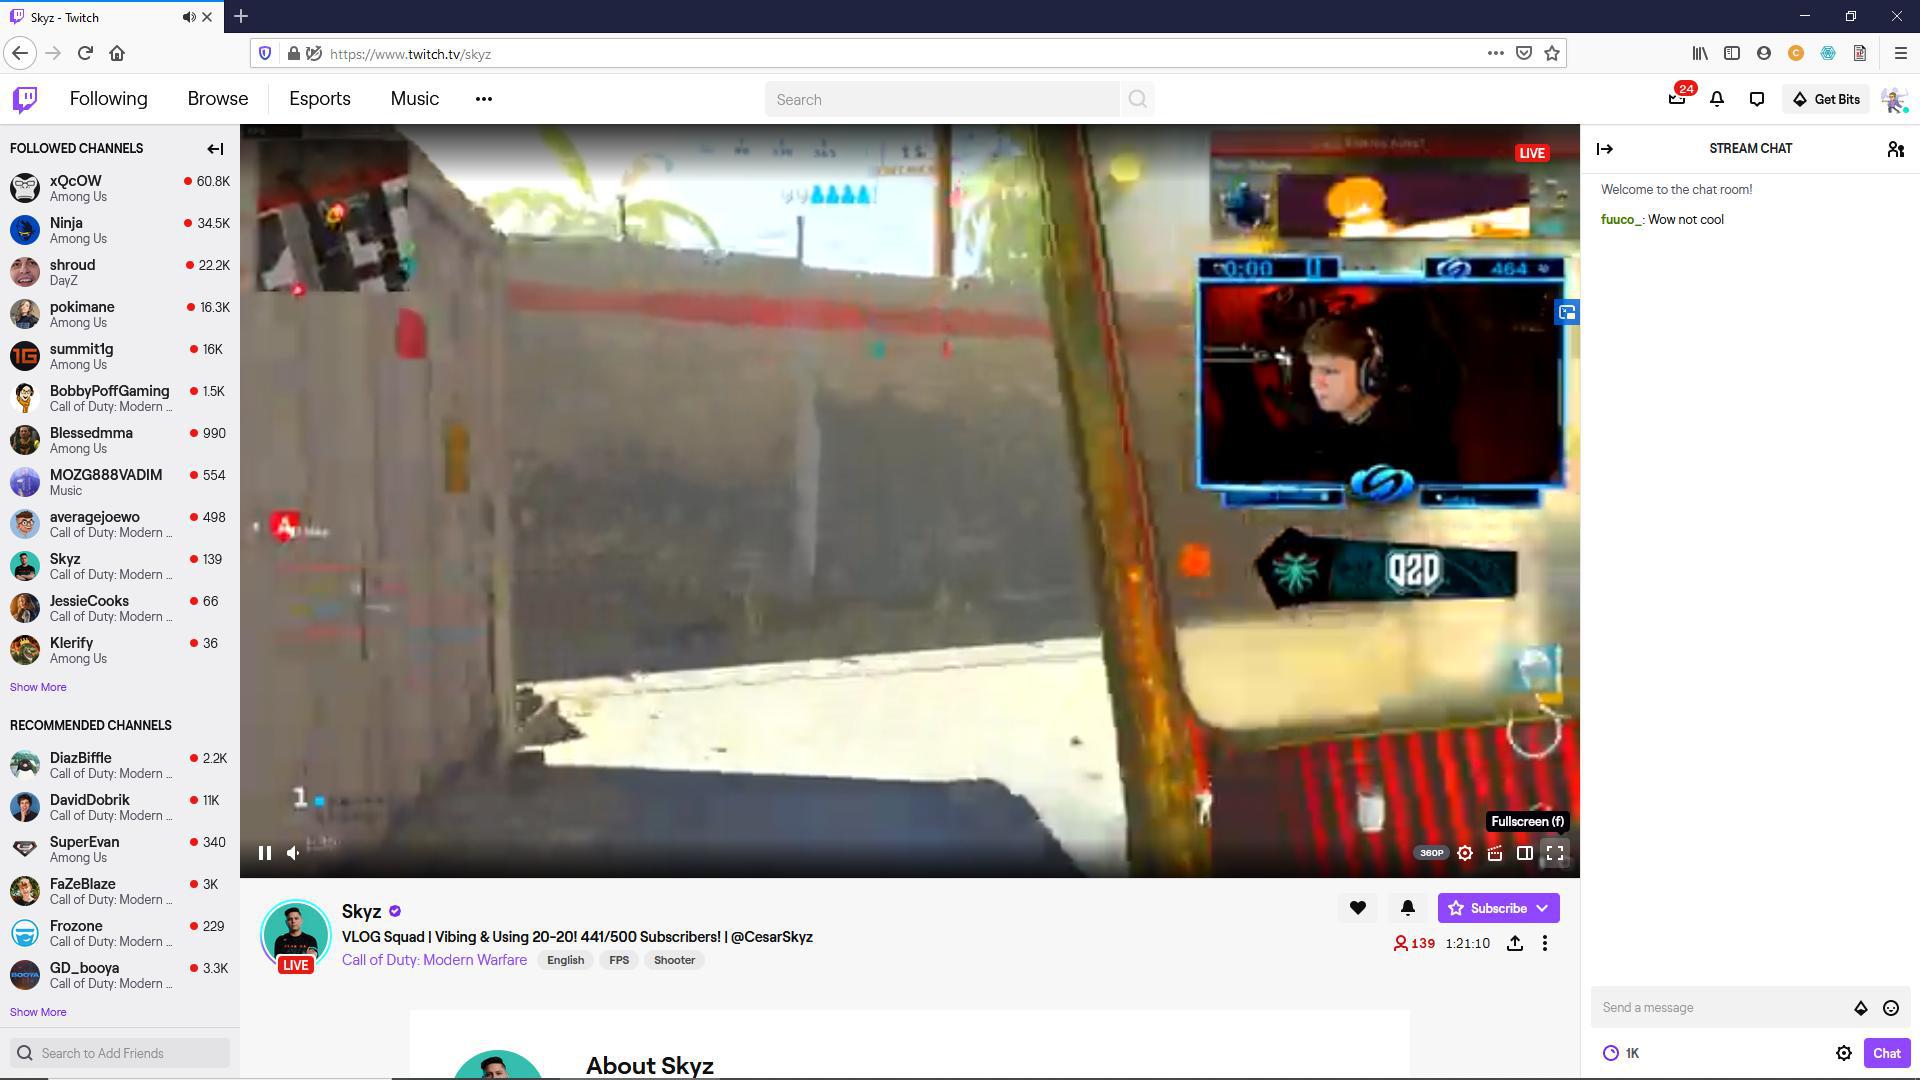 Skyz - Twitch
https://www.twitch.tv/skyz
Following
Browse
Esports
Music
Search
24
Get Bits
FOLLOWED CHANNELS
xQcOW
60.8K
Among Us
Ninja
34.5K
Among Us
shroud
22.2K
DayZ
pokimane
16.3K
Among Us
summit1g
16K
Among Us
BobbyPoffGaming
1.5K
Call of Duty: Modern ...
Blessedmma
990
Among Us
MOZG888VADIM
554
Music
averagejoewo
498
Call of Duty: Modern ...
Skyz
139
Call of Duty: Modern ...
JessieCooks
66
Call of Duty: Modern ...
Klerify
36
Among Us
Show More
RECOMMENDED CHANNELS
DiazBiffle
2.2K
Call of Duty: Modern ...
DavidDobrik
11K
Call of Duty: Modern ...
SuperEvan
340
Among Us
FaZeBlaze
3K
Call of Duty: Modern ...
Frozone
229
Call of Duty: Modern ...
GD_booya
3.3K
Call of Duty: Modern ...
Show More
Search to Add Friends
LIVE
0:00
464
1
Fullscreen (f)
360P
Skyz
VLOG Squad | Vibing & Using 20-20! 441/500 Subscribers! | @CesarSkyz
Call of Duty: Modern Warfare
English
FPS
Shooter
LIVE
Subscribe
139
1:21:10
About Skyz
STREAM CHAT
Welcome to the chat room!
fuuco_: Wow not cool
Send a message
1K
Chat